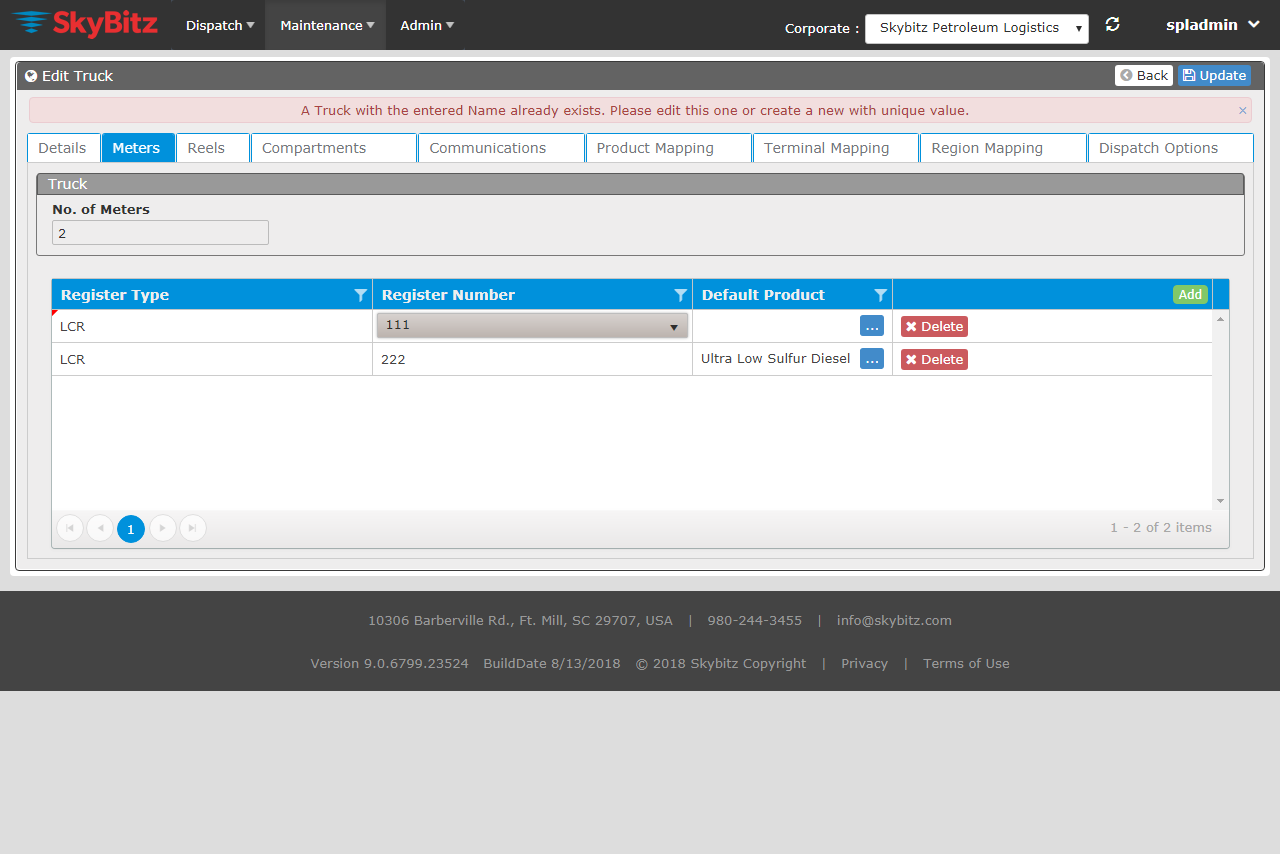 SkyBitz Dispatch Maintenance Admin Corporate : Skybitz Petroleum Logistics spladmin
Edit Truck Back Update
A Truck with the entered Name already exists. Please edit this one or create a new with unique value. ×
Details Meters Reels Compartments Communications Product Mapping Terminal Mapping Region Mapping Dispatch Options
Truck
No. of Meters
2
Register Type Register Number Default Product Add
LCR 111 ... Delete
LCR 222 Ultra Low Sulfur Diesel ... Delete
1 1 - 2 of 2 items
10306 Barberville Rd., Ft. Mill, SC 29707, USA | 980-244-3455 | info@skybitz.com
Version 9.0.6799.23524 BuildDate 8/13/2018 © 2018 Skybitz Copyright | Privacy | Terms of Use